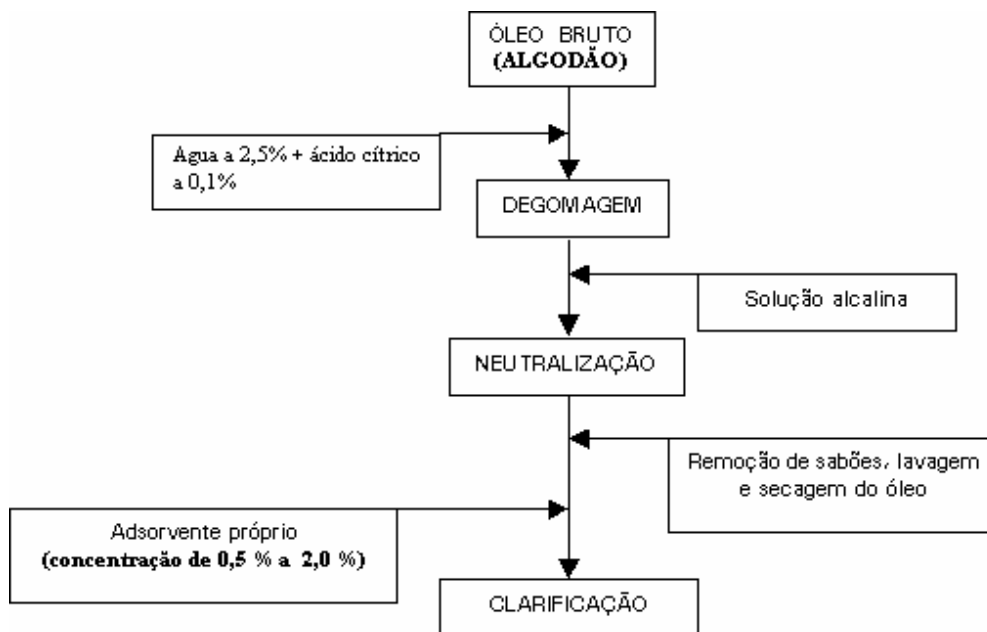 ÓLEO BRUTO
(ALGODÃO)
Agua a 2,5% + ácido cítrico
a 0,1%
DEGOMAGEM
Solução alcalina
NEUTRALIZAÇÃO
Remoção de sabões, lavagem
e secagem do óleo
Adsorvente próprio
(concentração de 0,5 % a 2,0 %)
CLARIFICAÇÃO